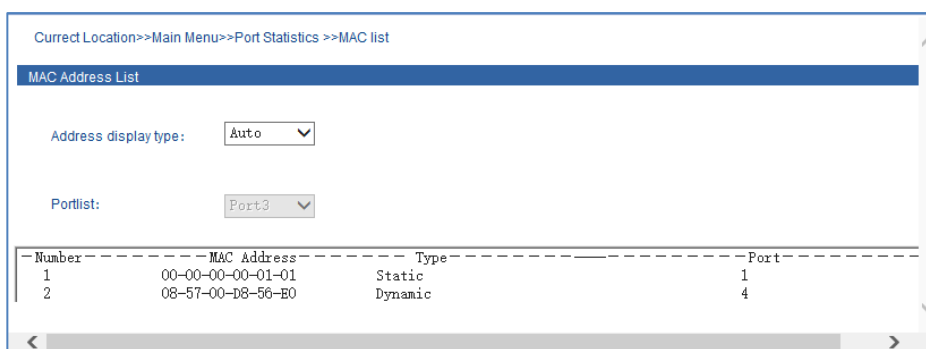 Currect Location>>Main Menu>>Port Statistics >>MAC list
MAC Address List
Address display type: Auto
Portlist: Port3
—Number— — — — — — — —MAC Address— — — — — — — Type— — — — — — — — —— — — — — — — — — —Port— — — — — — —
1 00-00-00-00-01-01 Static 1
2 08-57-00-D8-56-E0 Dynamic 4